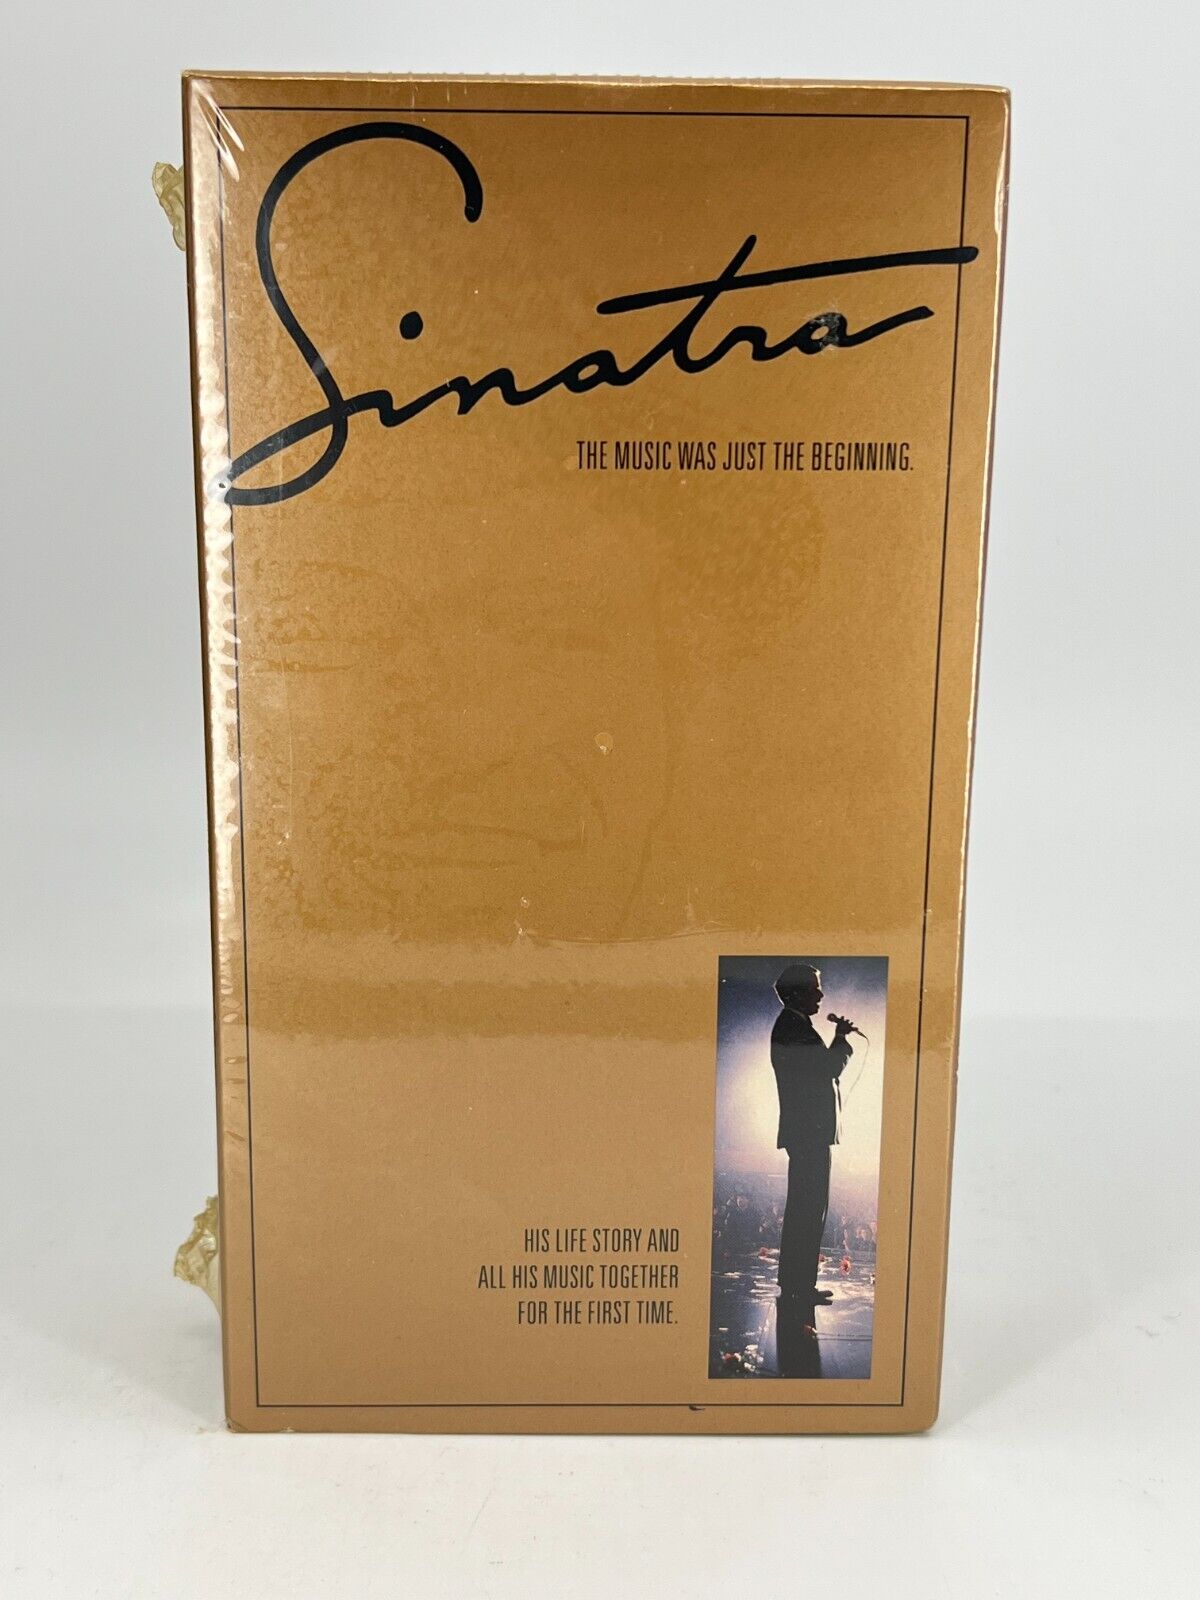 Sinatra
THE MUSIC WAS JUST THE BEGINNING.
HIS LIFE STORY AND
ALL HIS MUSIC TOGETHER
FOR THE FIRST TIME.